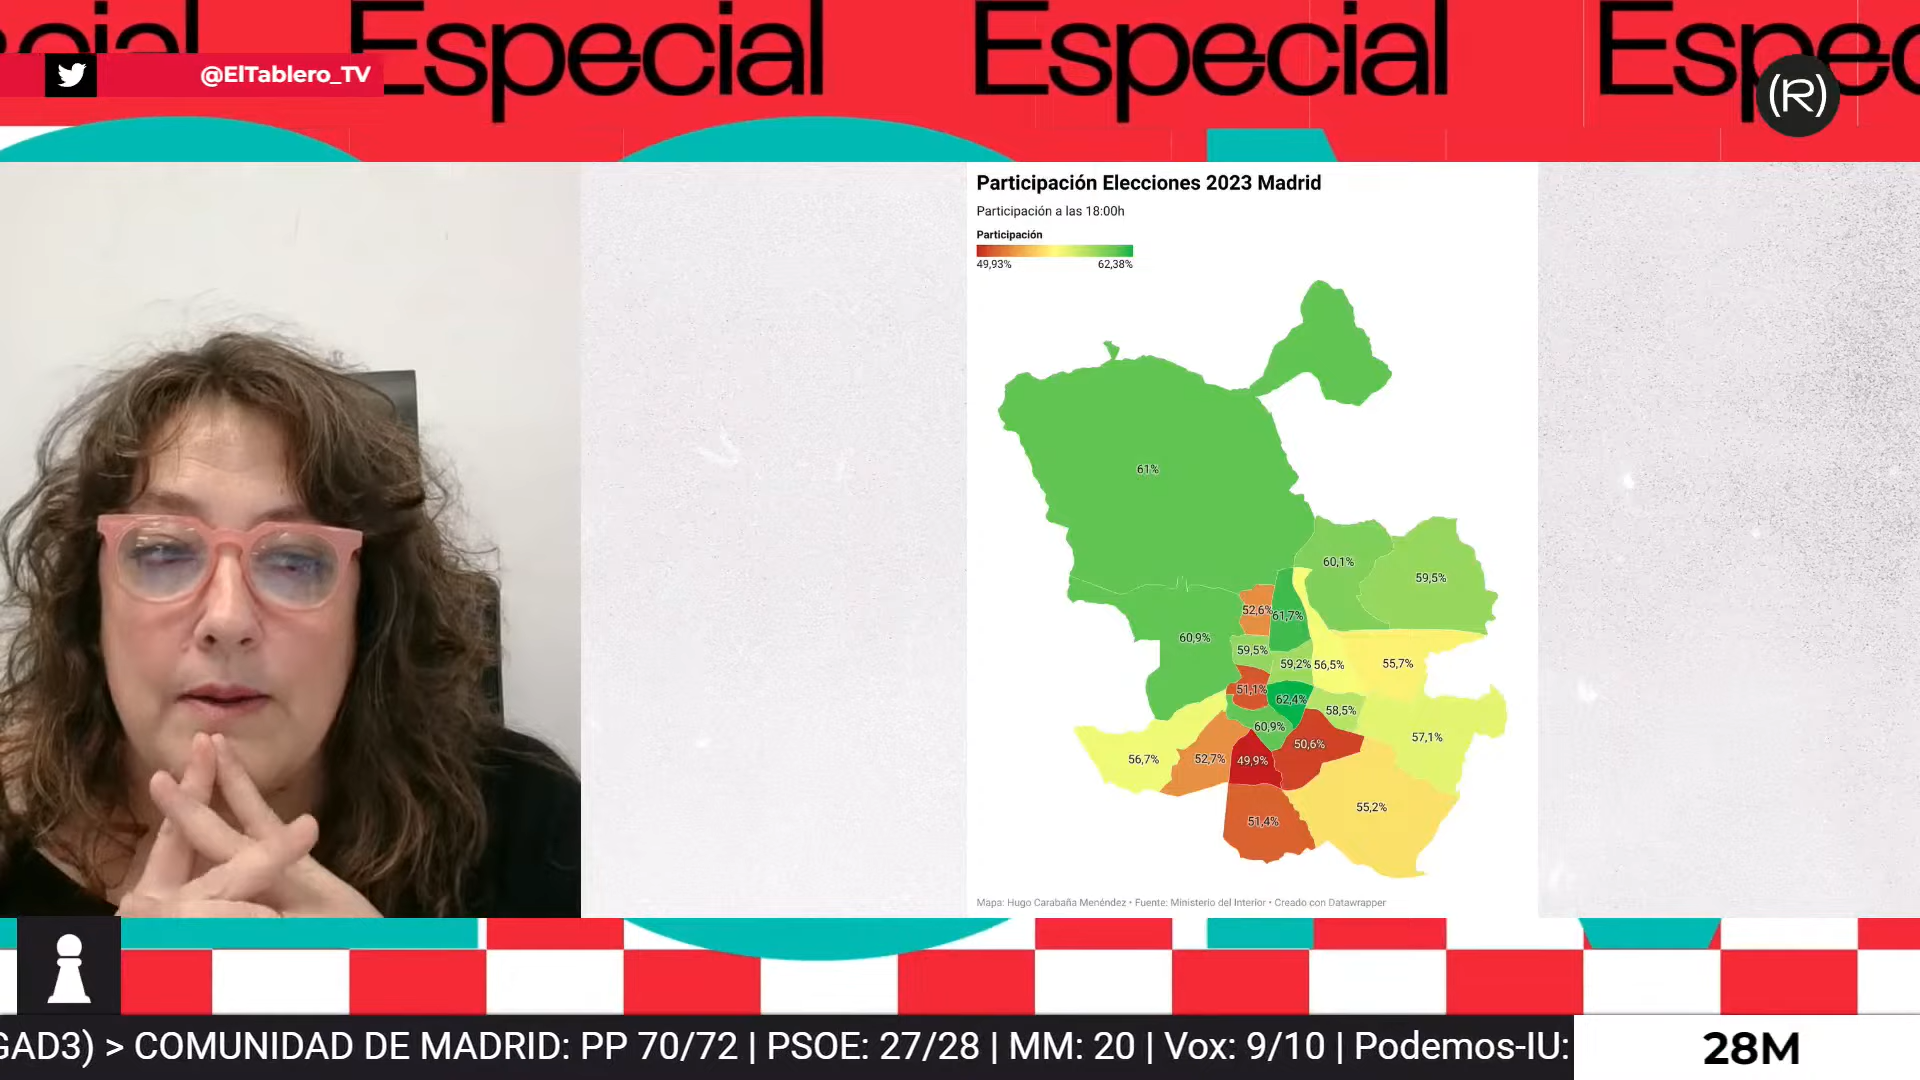 Especial
Especial
@ElTablero_TV
(R)
Participación Elecciones 2023 Madrid
Participación a las 18:00h
Participación
49,93%
62,38%
61%
60,1%
59,5%
52,6%
61,7%
60,9%
59,5%
59,2%
56,5%
55,7%
51,1%
62,4%
58,5%
60,9%
57,1%
50,6%
56,7%
52,7%
49,9%
55,2%
51,4%
Mapa: Hugo Carabaña Menéndez • Fuente: Ministerio del Interior • Creado con Datawrapper
GAD3) > COMUNIDAD DE MADRID: PP 70/72 | PSOE: 27/28 | MM: 20 | Vox: 9/10 | Podemos-IU:
28M